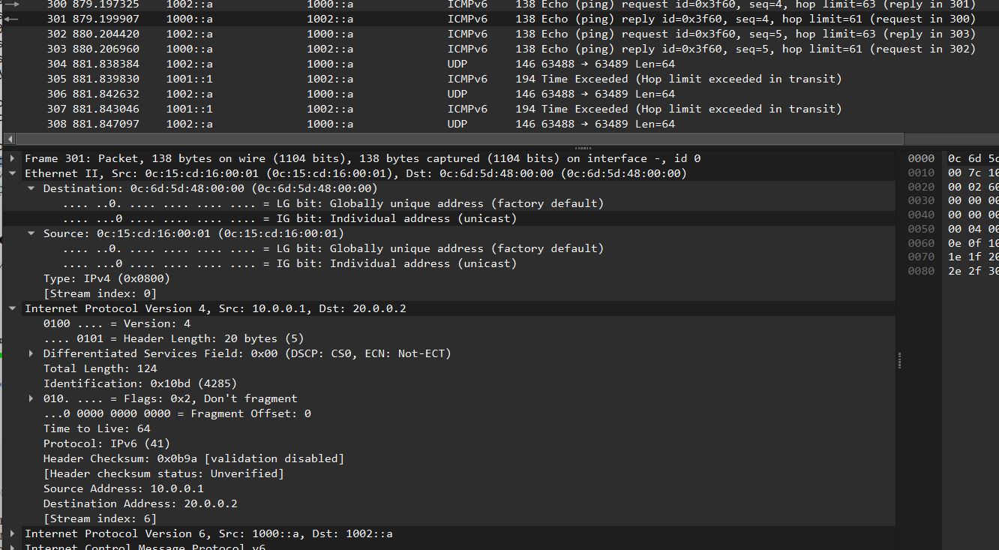 300 879.197325 1002::a 1000::a ICMPv6 138 Echo (ping) request id=0x3f60, seq=4, hop limit=63 (reply in 301)
301 879.199907 1000::a 1002::a ICMPv6 138 Echo (ping) reply id=0x3f60, seq=4, hop limit=61 (request in 300)
302 880.204420 1002::a 1000::a ICMPv6 138 Echo (ping) request id=0x3f60, seq=5, hop limit=63 (reply in 303)
303 880.206960 1000::a 1002::a ICMPv6 138 Echo (ping) reply id=0x3f60, seq=5, hop limit=61 (request in 302)
304 881.838384 1002::a 1000::a UDP 146 63488 → 63489 Len=64
305 881.839830 1001::1 1002::a ICMPv6 194 Time Exceeded (Hop limit exceeded in transit)
306 881.842632 1002::a 1000::a UDP 146 63488 → 63489 Len=64
307 881.843046 1001::1 1002::a ICMPv6 194 Time Exceeded (Hop limit exceeded in transit)
308 881.847097 1002::a 1000::a UDP 146 63488 → 63489 Len=64
Frame 301: Packet, 138 bytes on wire (1104 bits), 138 bytes captured (1104 bits) on interface -, id 0
Ethernet II, Src: 0c:15:cd:16:00:01 (0c:15:cd:16:00:01), Dst: 0c:6d:5d:48:00:00 (0c:6d:5d:48:00:00)
Destination: 0c:6d:5d:48:00:00 (0c:6d:5d:48:00:00)
.... ..0. .... .... .... .... = LG bit: Globally unique address (factory default)
.... ...0 .... .... .... .... = IG bit: Individual address (unicast)
Source: 0c:15:cd:16:00:01 (0c:15:cd:16:00:01)
.... ..0. .... .... .... .... = LG bit: Globally unique address (factory default)
.... ...0 .... .... .... .... = IG bit: Individual address (unicast)
Type: IPv4 (0x0800)
[Stream index: 0]
Internet Protocol Version 4, Src: 10.0.0.1, Dst: 20.0.0.2
0100 .... = Version: 4
.... 0101 = Header Length: 20 bytes (5)
Differentiated Services Field: 0x00 (DSCP: CS0, ECN: Not-ECT)
Total Length: 124
Identification: 0x10bd (4285)
010. .... = Flags: 0x2, Don't fragment
...0 0000 0000 0000 = Fragment Offset: 0
Time to Live: 64
Protocol: IPv6 (41)
Header Checksum: 0x0b9a [validation disabled]
[Header checksum status: Unverified]
Source Address: 10.0.0.1
Destination Address: 20.0.0.2
[Stream index: 6]
Internet Protocol Version 6, Src: 1000::a, Dst: 1002::a
Internet Control Message Protocol v6
0000 0c 6d 5d
0010 00 7c 10
0020 00 02 60
0030 00 00 00
0040 00 00 00
0050 00 04 00
0060 0e 0f 10
0070 1e 1f 20
0080 2e 2f 30